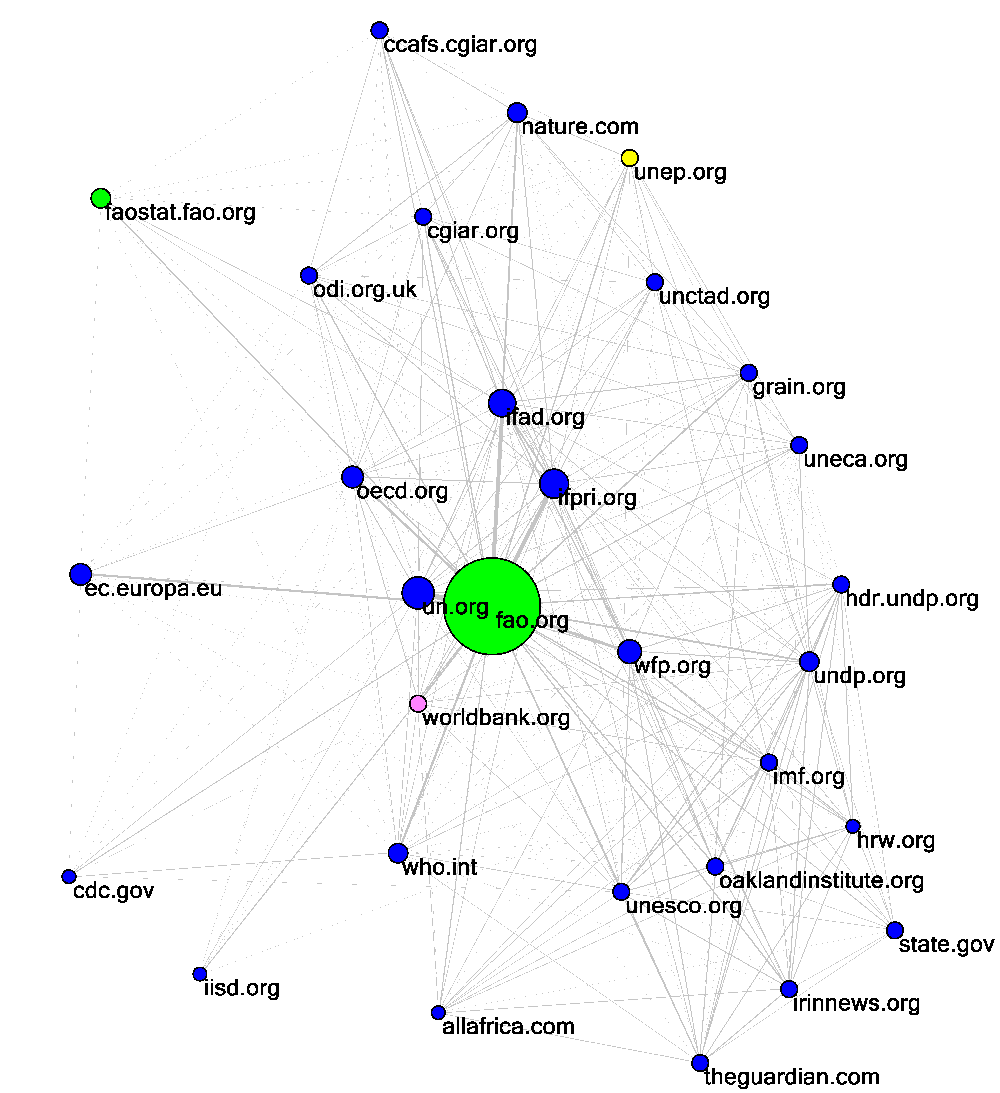 ccafs.cgiar.org
nature.com
unep.org
faostat.fao.org
cgiar.org
odi.org.uk
unctad.org
grain.org
ifad.org
uneca.org
oecd.org
ifpri.org
ec.europa.eu
hdr.undp.org
un.org
fao.org
wfp.org
undp.org
worldbank.org
imf.org
hrw.org
who.int
oaklandinstitute.org
cdc.gov
unesco.org
state.gov
iisd.org
irinnews.org
allafrica.com
theguardian.com